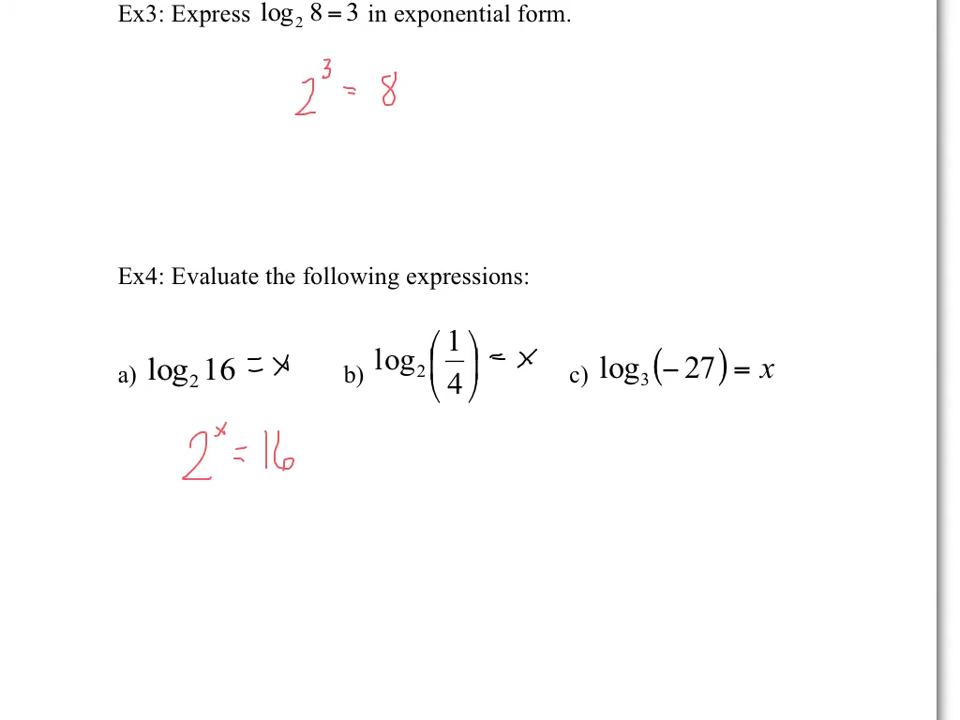 Ex3: Express log₂ 8 = 3 in exponential form.
2³ = 8
Ex4: Evaluate the following expressions:
a) log₂ 16 = x b) log₂(1/4) = x c) log₃(−27) = x
2ˣ = 16